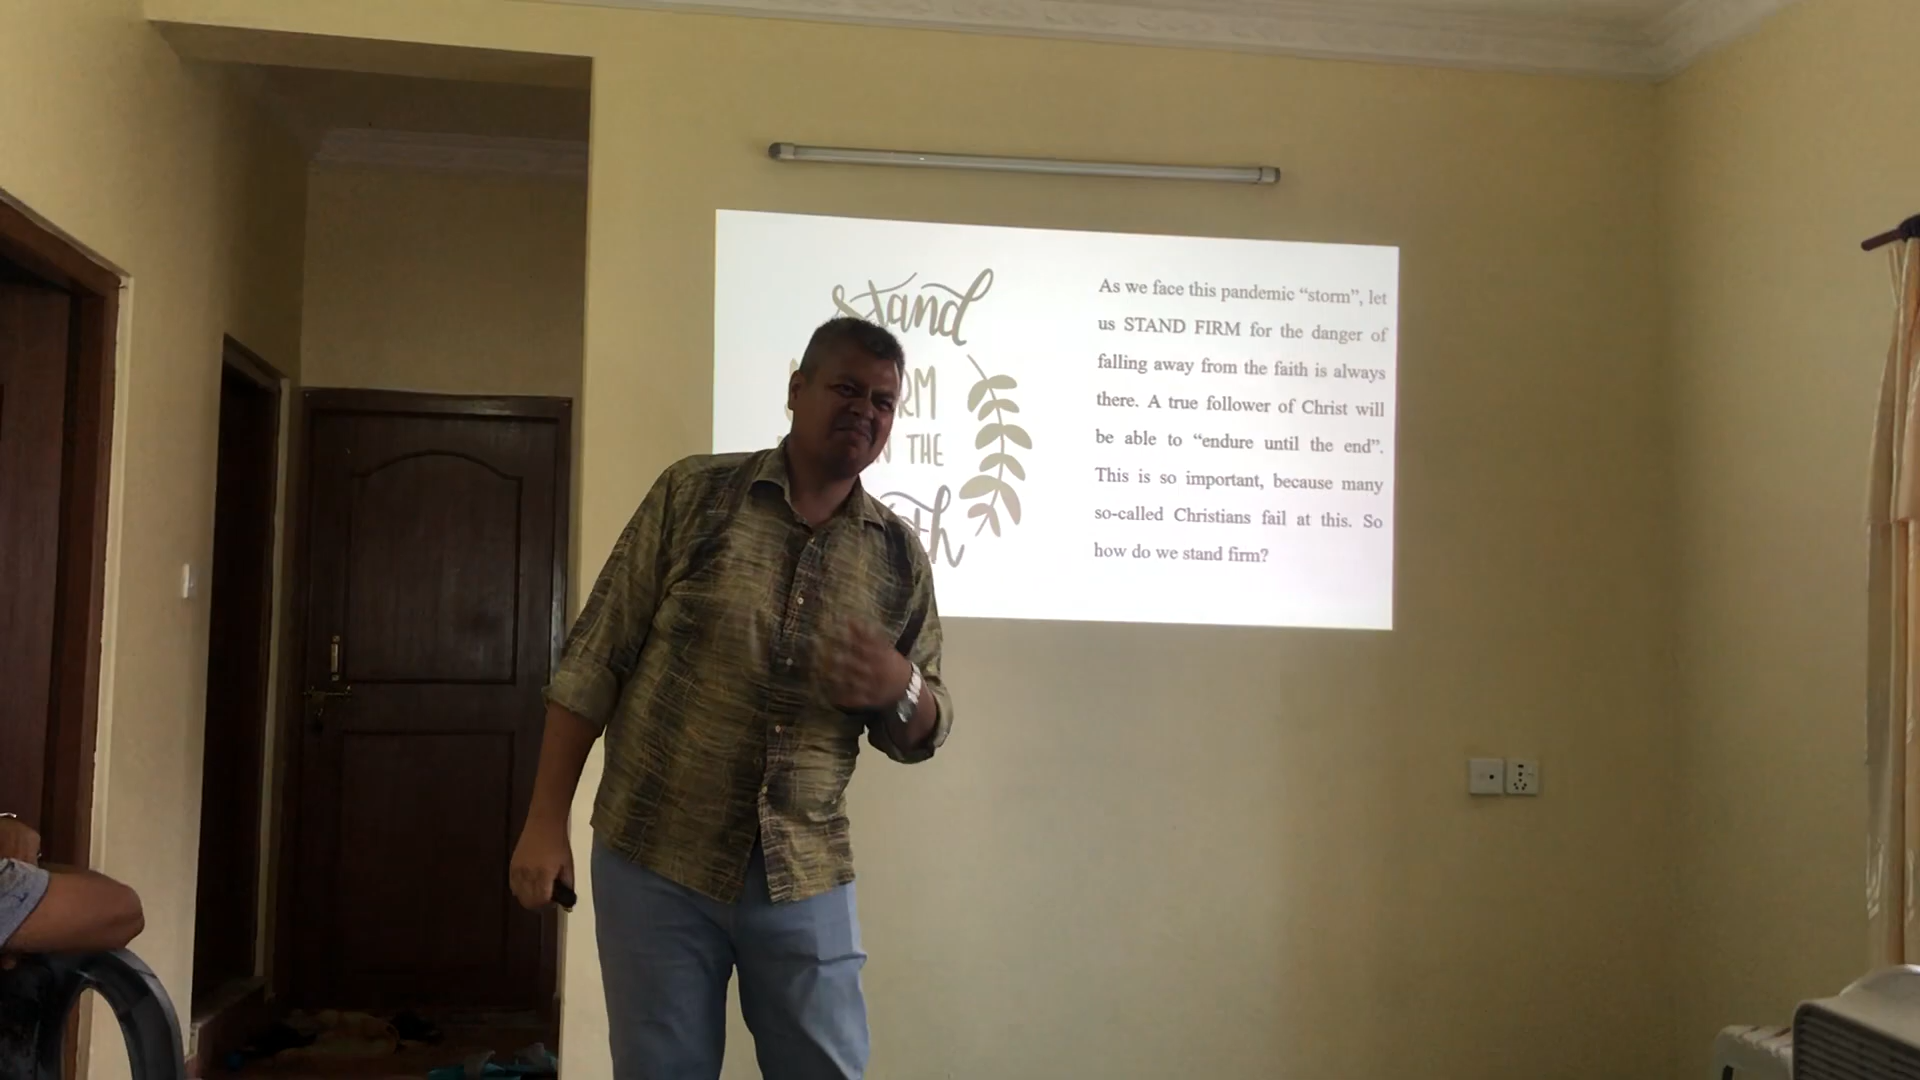 stand
THE
As we face this pandemic “storm”, let
us STAND FIRM for the danger of
falling away from the faith is always
there. A true follower of Christ will
be able to “endure until the end”.
This is so important, because many
so-called Christians fail at this. So
how do we stand firm?